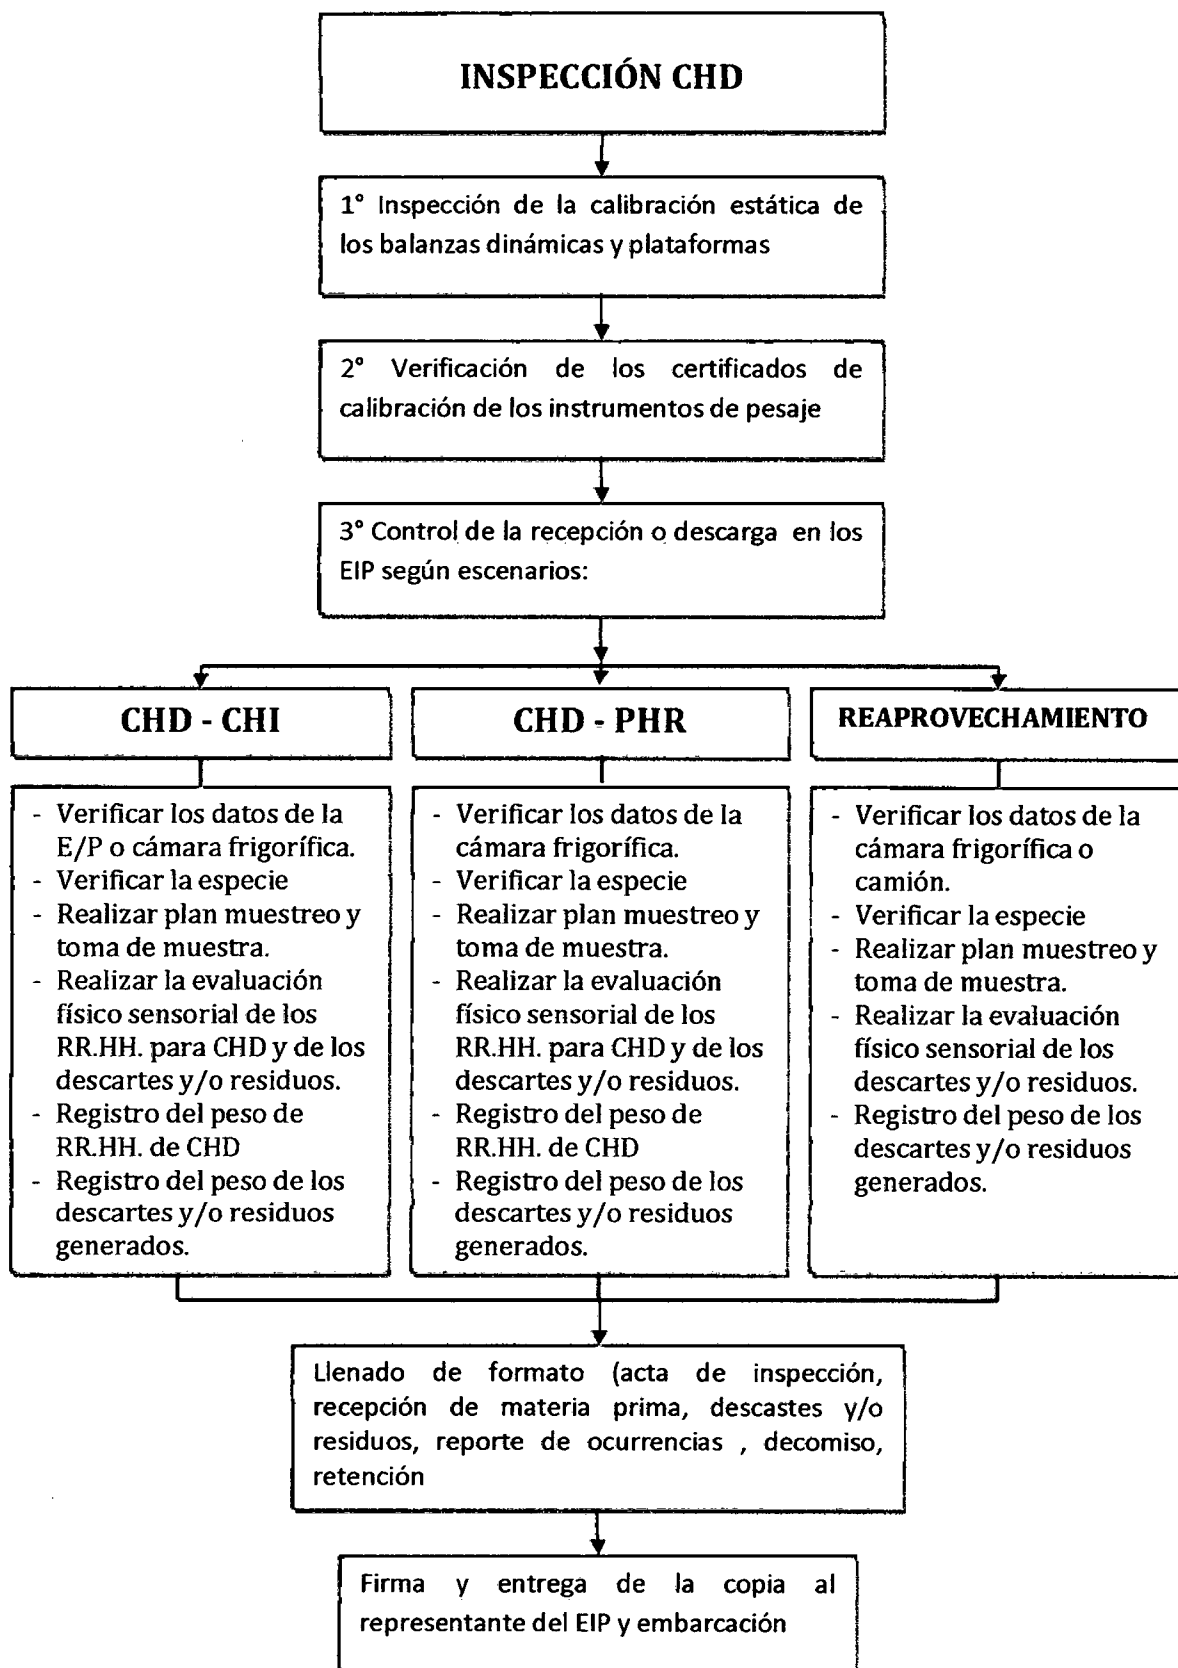 INSPECCIÓN CHD
1° Inspección de la calibración estática de
los balanzas dinámicas y plataformas
2° Verificación de los certificados de
calibración de los instrumentos de pesaje
3° Control de la recepción o descarga en los
EIP según escenarios:
CHD - CHI
- Verificar los datos de la
E/P o cámara frigorífica.
- Verificar la especie
- Realizar plan muestreo y
toma de muestra.
- Realizar la evaluación
físico sensorial de los
RR.HH. para CHD y de los
descartes y/o residuos.
- Registro del peso de
RR.HH. de CHD
- Registro del peso de los
descartes y/o residuos
generados.
CHD - PHR
- Verificar los datos de la
cámara frigorífica.
- Verificar la especie
- Realizar plan muestreo y
toma de muestra.
- Realizar la evaluación
físico sensorial de los
RR.HH. para CHD y de los
descartes y/o residuos.
- Registro del peso de
RR.HH. de CHD
- Registro del peso de los
descartes y/o residuos
generados.
REAPROVECHAMIENTO
- Verificar los datos de la
cámara frigorífica o
camión.
- Verificar la especie
- Realizar plan muestreo y
toma de muestra.
- Realizar la evaluación
físico sensorial de los
descartes y/o residuos.
- Registro del peso de los
descartes y/o residuos
generados.
Llenado de formato (acta de inspección,
recepción de materia prima, descastes y/o
residuos, reporte de ocurrencias , decomiso,
retención
Firma y entrega de la copia al
representante del EIP y embarcación